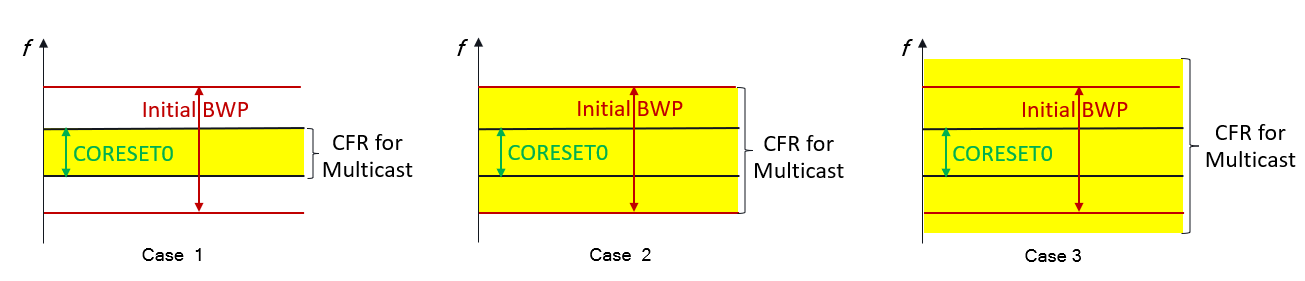 f
Initial BWP
CORESET0
CFR for
Multicast
Case 1
f
Initial BWP
CORESET0
CFR for
Multicast
Case 2
f
Initial BWP
CORESET0
CFR for
Multicast
Case 3